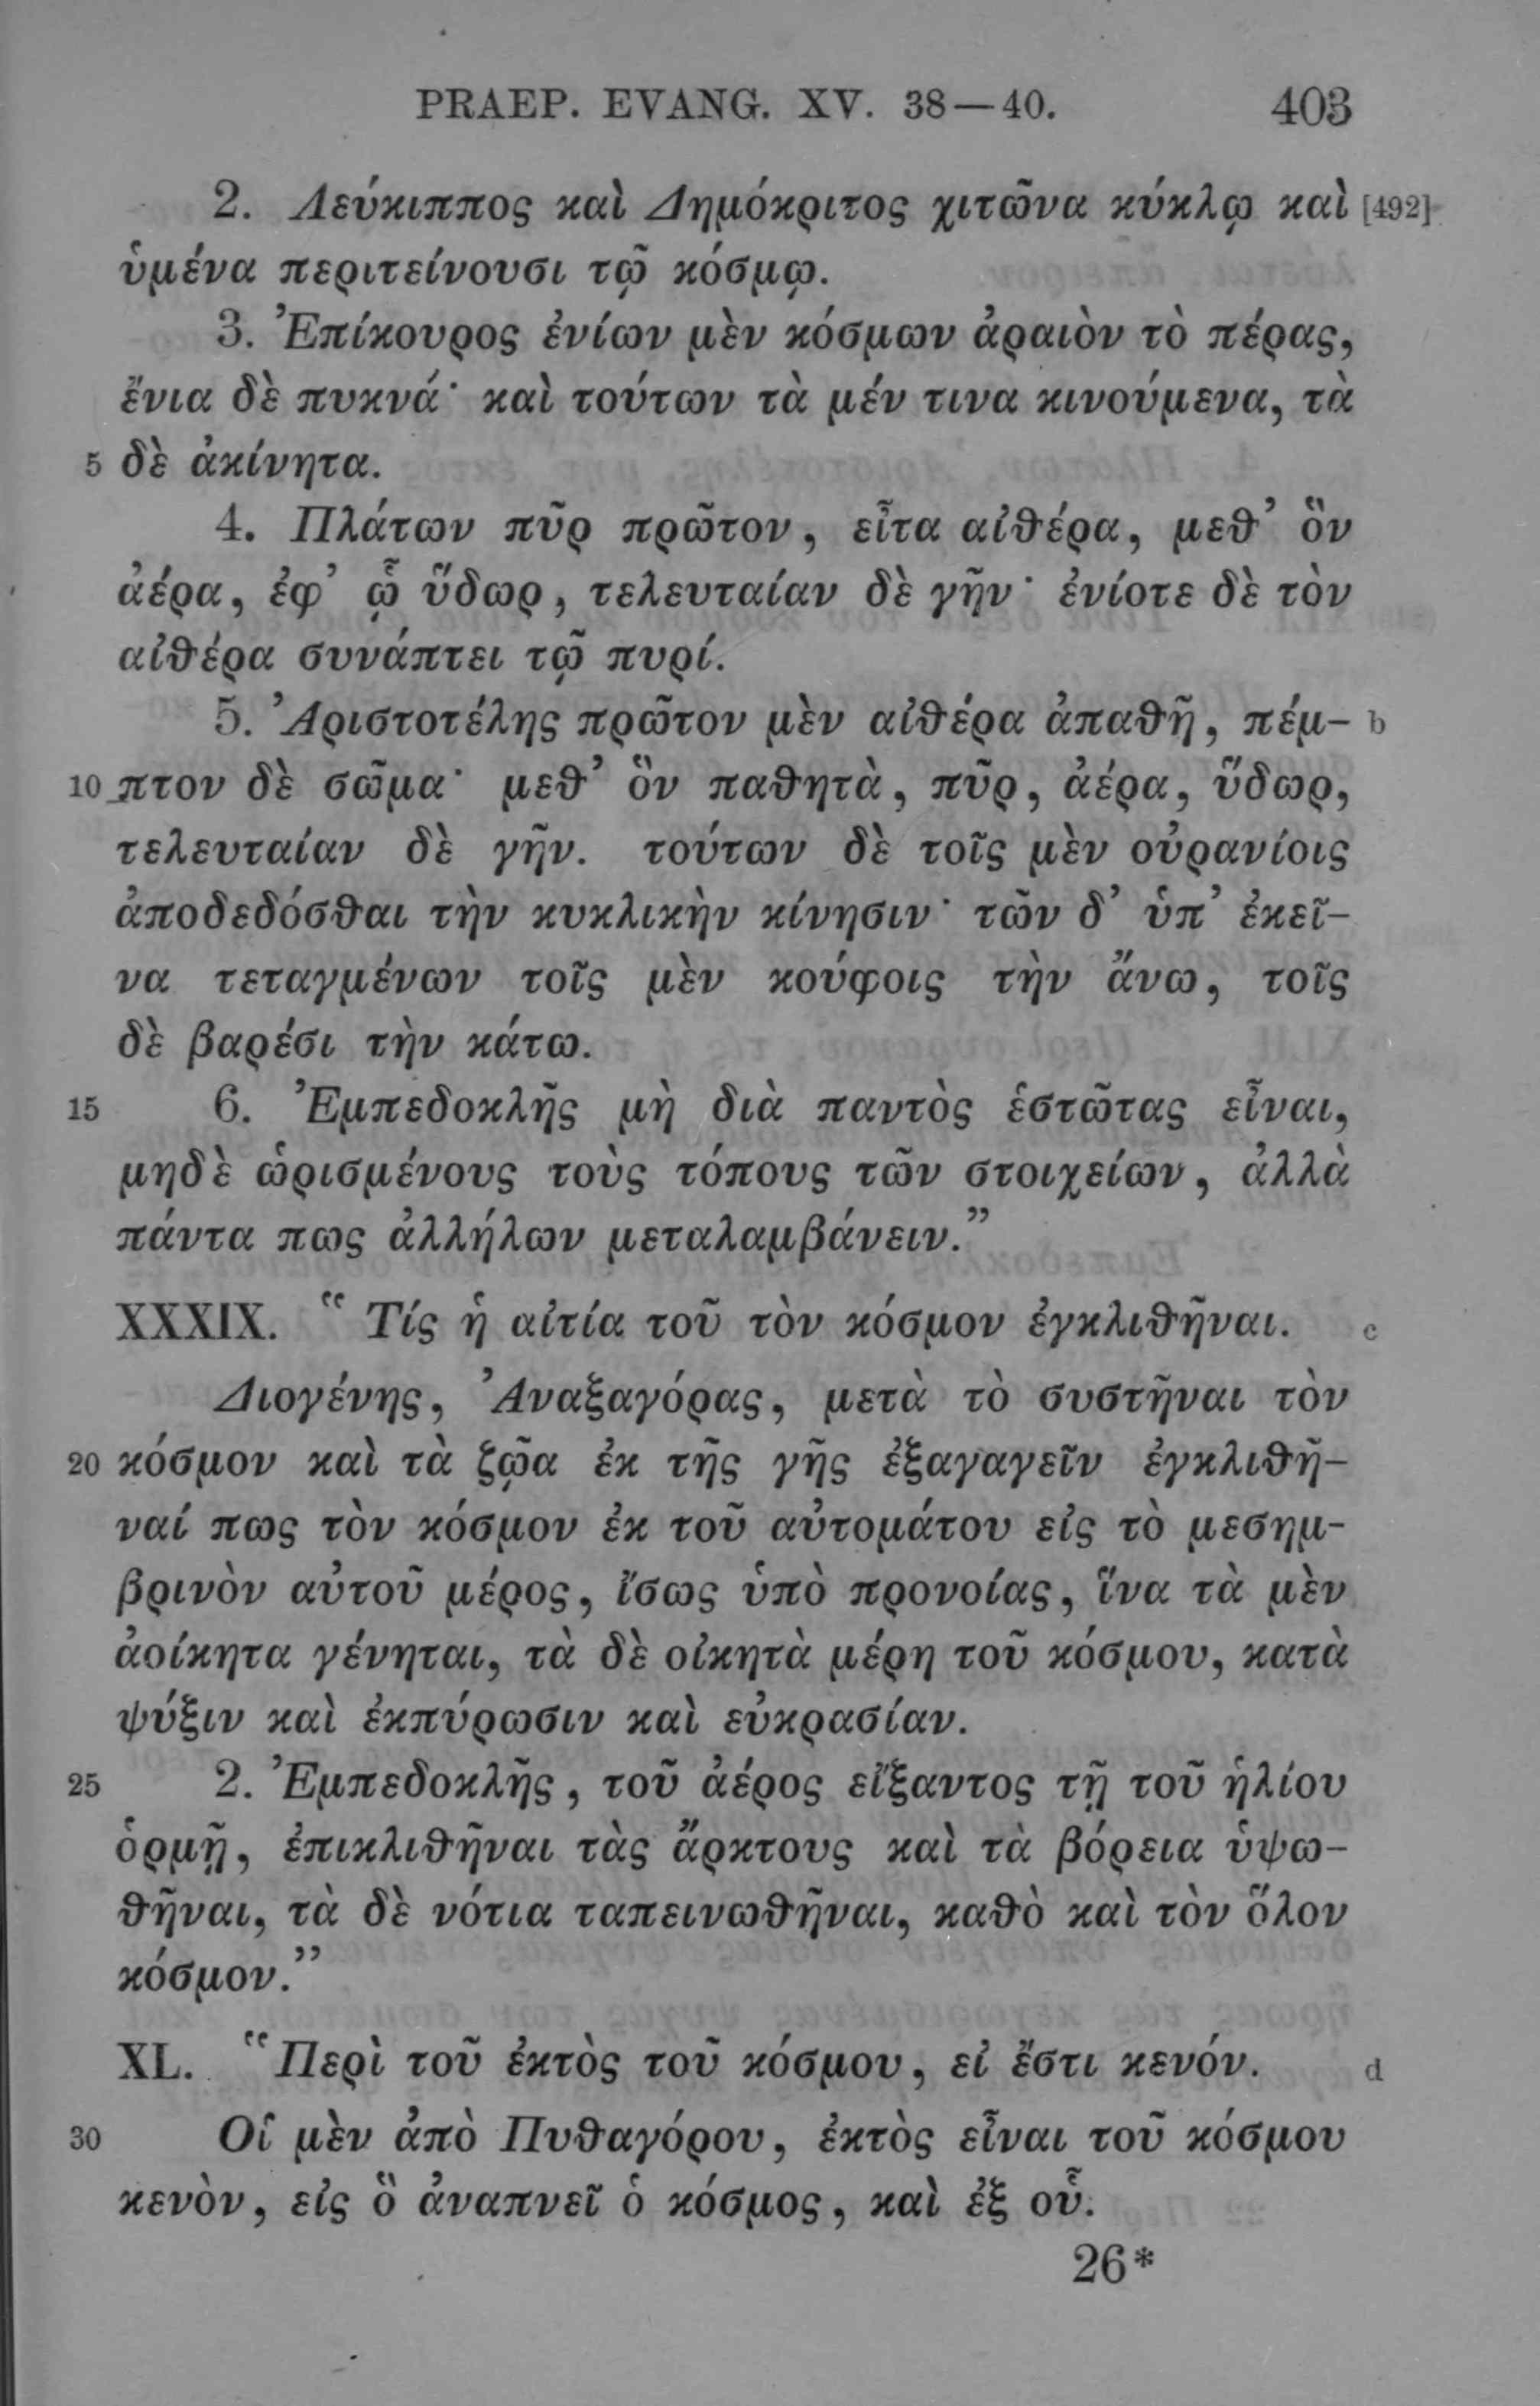 PRAEP. EVANG. XV. 38—40. 403
2. Λεύκιππος καὶ Δημόκριτος χιτῶνα κύκλῳ καὶ [492]
ὑμένα περιτείνουσι τῷ κόσμῳ.
3. Ἐπίκουρος ἐνίων μὲν κόσμων ἀραιὸν τὸ πέρας,
ἔνια δὲ πυκνά· καὶ τούτων τὰ μέν τινα κινούμενα, τὰ
5 δὲ ἀκίνητα.
4. Πλάτων πῦρ πρῶτον, εἶτα αἰθέρα, μεθ’ ὃν
ἀέρα, ἐφ’ ᾧ ὕδωρ, τελευταίαν δὲ γῆν· ἐνίοτε δὲ τὸν
αἰθέρα συνάπτει τῷ πυρί.
5. Ἀριστοτέλης πρῶτον μὲν αἰθέρα ἀπαθῆ, πέμ- b
10 πτον δὲ σῶμα· μεθ’ ὃν παθητὰ, πῦρ, ἀέρα, ὕδωρ,
τελευταίαν δὲ γῆν. τούτων δὲ τοῖς μὲν οὐρανίοις
ἀποδεδόσθαι τὴν κυκλικὴν κίνησιν· τῶν δ’ ὑπ’ ἐκεῖ-
να τεταγμένων τοῖς μὲν κούφοις τὴν ἄνω, τοῖς
δὲ βαρέσι τὴν κάτω.
15 6. Ἐμπεδοκλῆς μὴ διὰ παντὸς ἑστῶτας εἶναι,
μηδὲ ὡρισμένους τοὺς τόπους τῶν στοιχείων, ἀλλὰ
πάντα πως ἀλλήλων μεταλαμβάνειν.”
XXXIX. “Τίς ἡ αἰτία τοῦ τὸν κόσμον ἐγκλιθῆναι. c
Διογένης, Ἀναξαγόρας, μετὰ τὸ συστῆναι τὸν
20 κόσμον καὶ τὰ ζῷα ἐκ τῆς γῆς ἐξαγαγεῖν ἐγκλιθῆ-
ναί πως τὸν κόσμον ἐκ τοῦ αὐτομάτου εἰς τὸ μεσημ-
βρινὸν αὐτοῦ μέρος, ἴσως ὑπὸ προνοίας, ἵνα τὰ μὲν
ἀοίκητα γένηται, τὰ δὲ οἰκητὰ μέρη τοῦ κόσμου, κατὰ
ψύξιν καὶ ἐκπύρωσιν καὶ εὐκρασίαν.
25 2. Ἐμπεδοκλῆς, τοῦ ἀέρος εἴξαντος τῇ τοῦ ἡλίου
ὁρμῇ, ἐπικλιθῆναι τὰς ἄρκτους καὶ τὰ βόρεια ὑψω-
θῆναι, τὰ δὲ νότια ταπεινωθῆναι, καθὸ καὶ τὸν ὅλον
κόσμον.”
XL. “Περὶ τοῦ ἐκτὸς τοῦ κόσμου, εἰ ἔστι κενόν. d
30 Οἱ μὲν ἀπὸ Πυθαγόρου, ἐκτὸς εἶναι τοῦ κόσμου
κενὸν, εἰς ὃ ἀναπνεῖ ὁ κόσμος, καὶ ἐξ οὗ.
26*